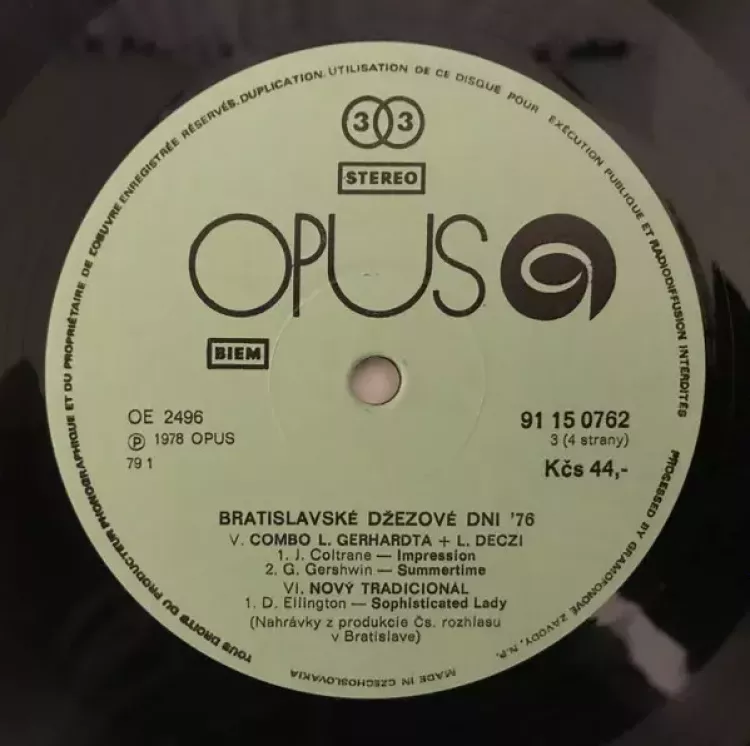 TOUS DROITS DU PRODUCTEUR PHONOGRAPHIQUE ET DU PROPRIÉTAIRE DE L'OEUVRE ENREGISTRÉE RÉSERVÉS. DUPLICATION. UTILISATION DE CE DISQUE POUR EXÉCUTION PUBLIQUE ET RADIODIFFUSION INTERDITÉS
PROCESSED BY GRAMOFONOVÉ ZÁVODY, N.P.
MADE IN CZECHOSLOVAKIA
33
STEREO
OPUS
BIEM
OE 2496
℗ 1978 OPUS
79 1
91 15 0762
3 (4 strany)
Kčs 44,-
BRATISLAVSKÉ DŽEZOVÉ DNI '76
V. COMBO L. GERHARDTA + L. DECZI
1. J. Coltrane — Impression
2. G. Gershwin — Summertime
VI. NOVÝ TRADICIONÁL
1. D. Ellington — Sophisticated Lady
(Nahrávky z produkcie Čs. rozhlasu
v Bratislave)